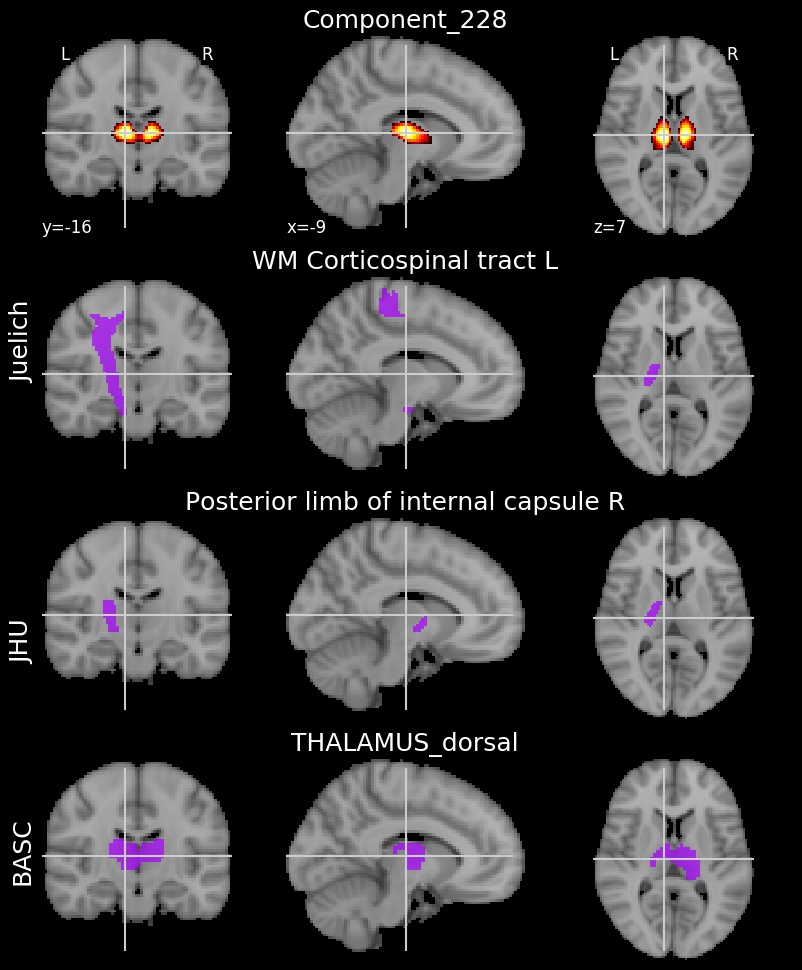 Component_228
L R L R
y=-16 x=-9 z=7
WM Corticospinal tract L
Juelich
Posterior limb of internal capsule R
JHU
THALAMUS_dorsal
BASC